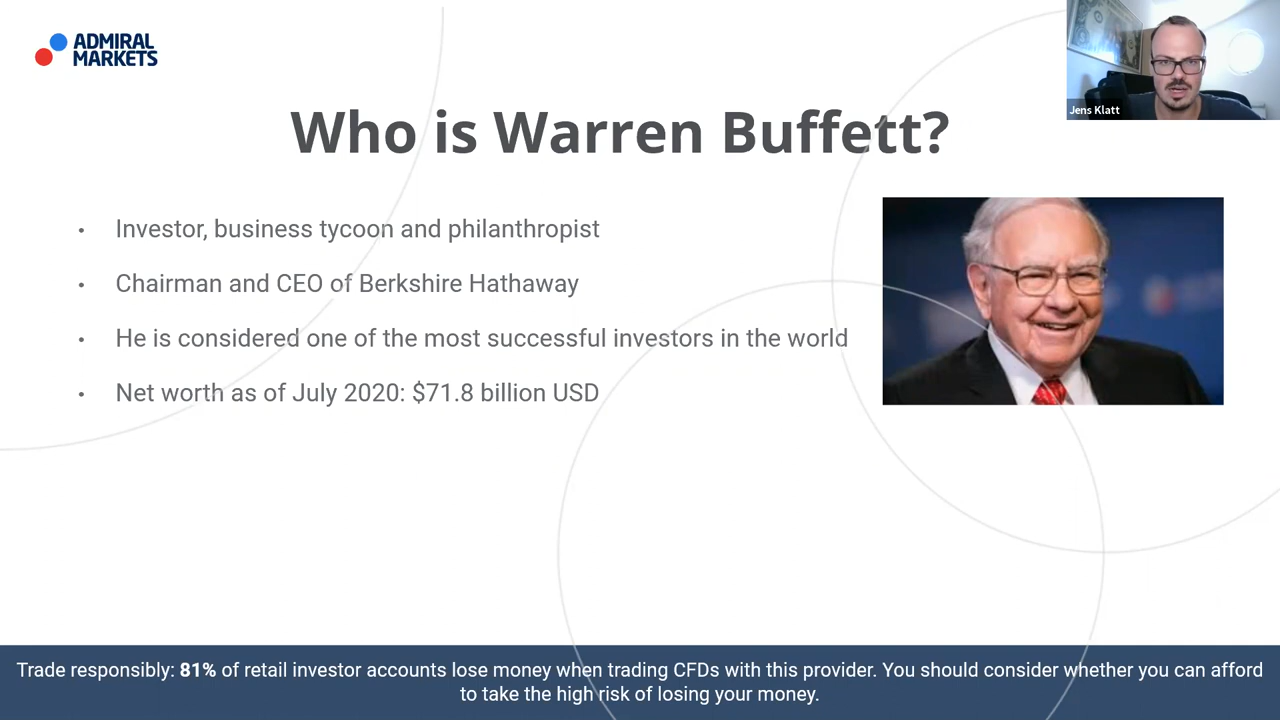 ADMIRAL
MARKETS
Jens Klatt
Who is Warren Buffett?
• Investor, business tycoon and philanthropist
• Chairman and CEO of Berkshire Hathaway
• He is considered one of the most successful investors in the world
• Net worth as of July 2020: $71.8 billion USD
Trade responsibly: 81% of retail investor accounts lose money when trading CFDs with this provider. You should consider whether you can afford
to take the high risk of losing your money.